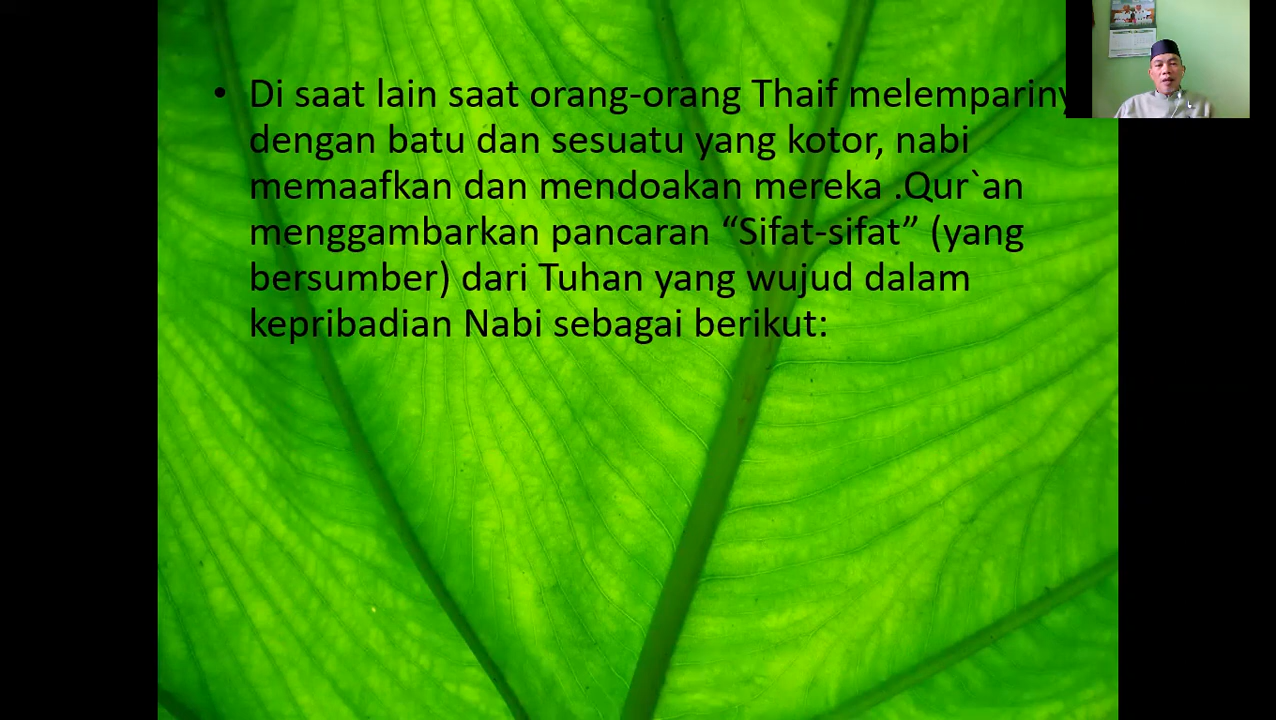 • Di saat lain saat orang-orang Thaif
dengan batu dan sesuatu yang kotor, nabi
memaafkan dan mendoakan mereka .Qur`an
menggambarkan pancaran “Sifat-sifat” (yang
bersumber) dari Tuhan yang wujud dalam
kepribadian Nabi sebagai berikut: